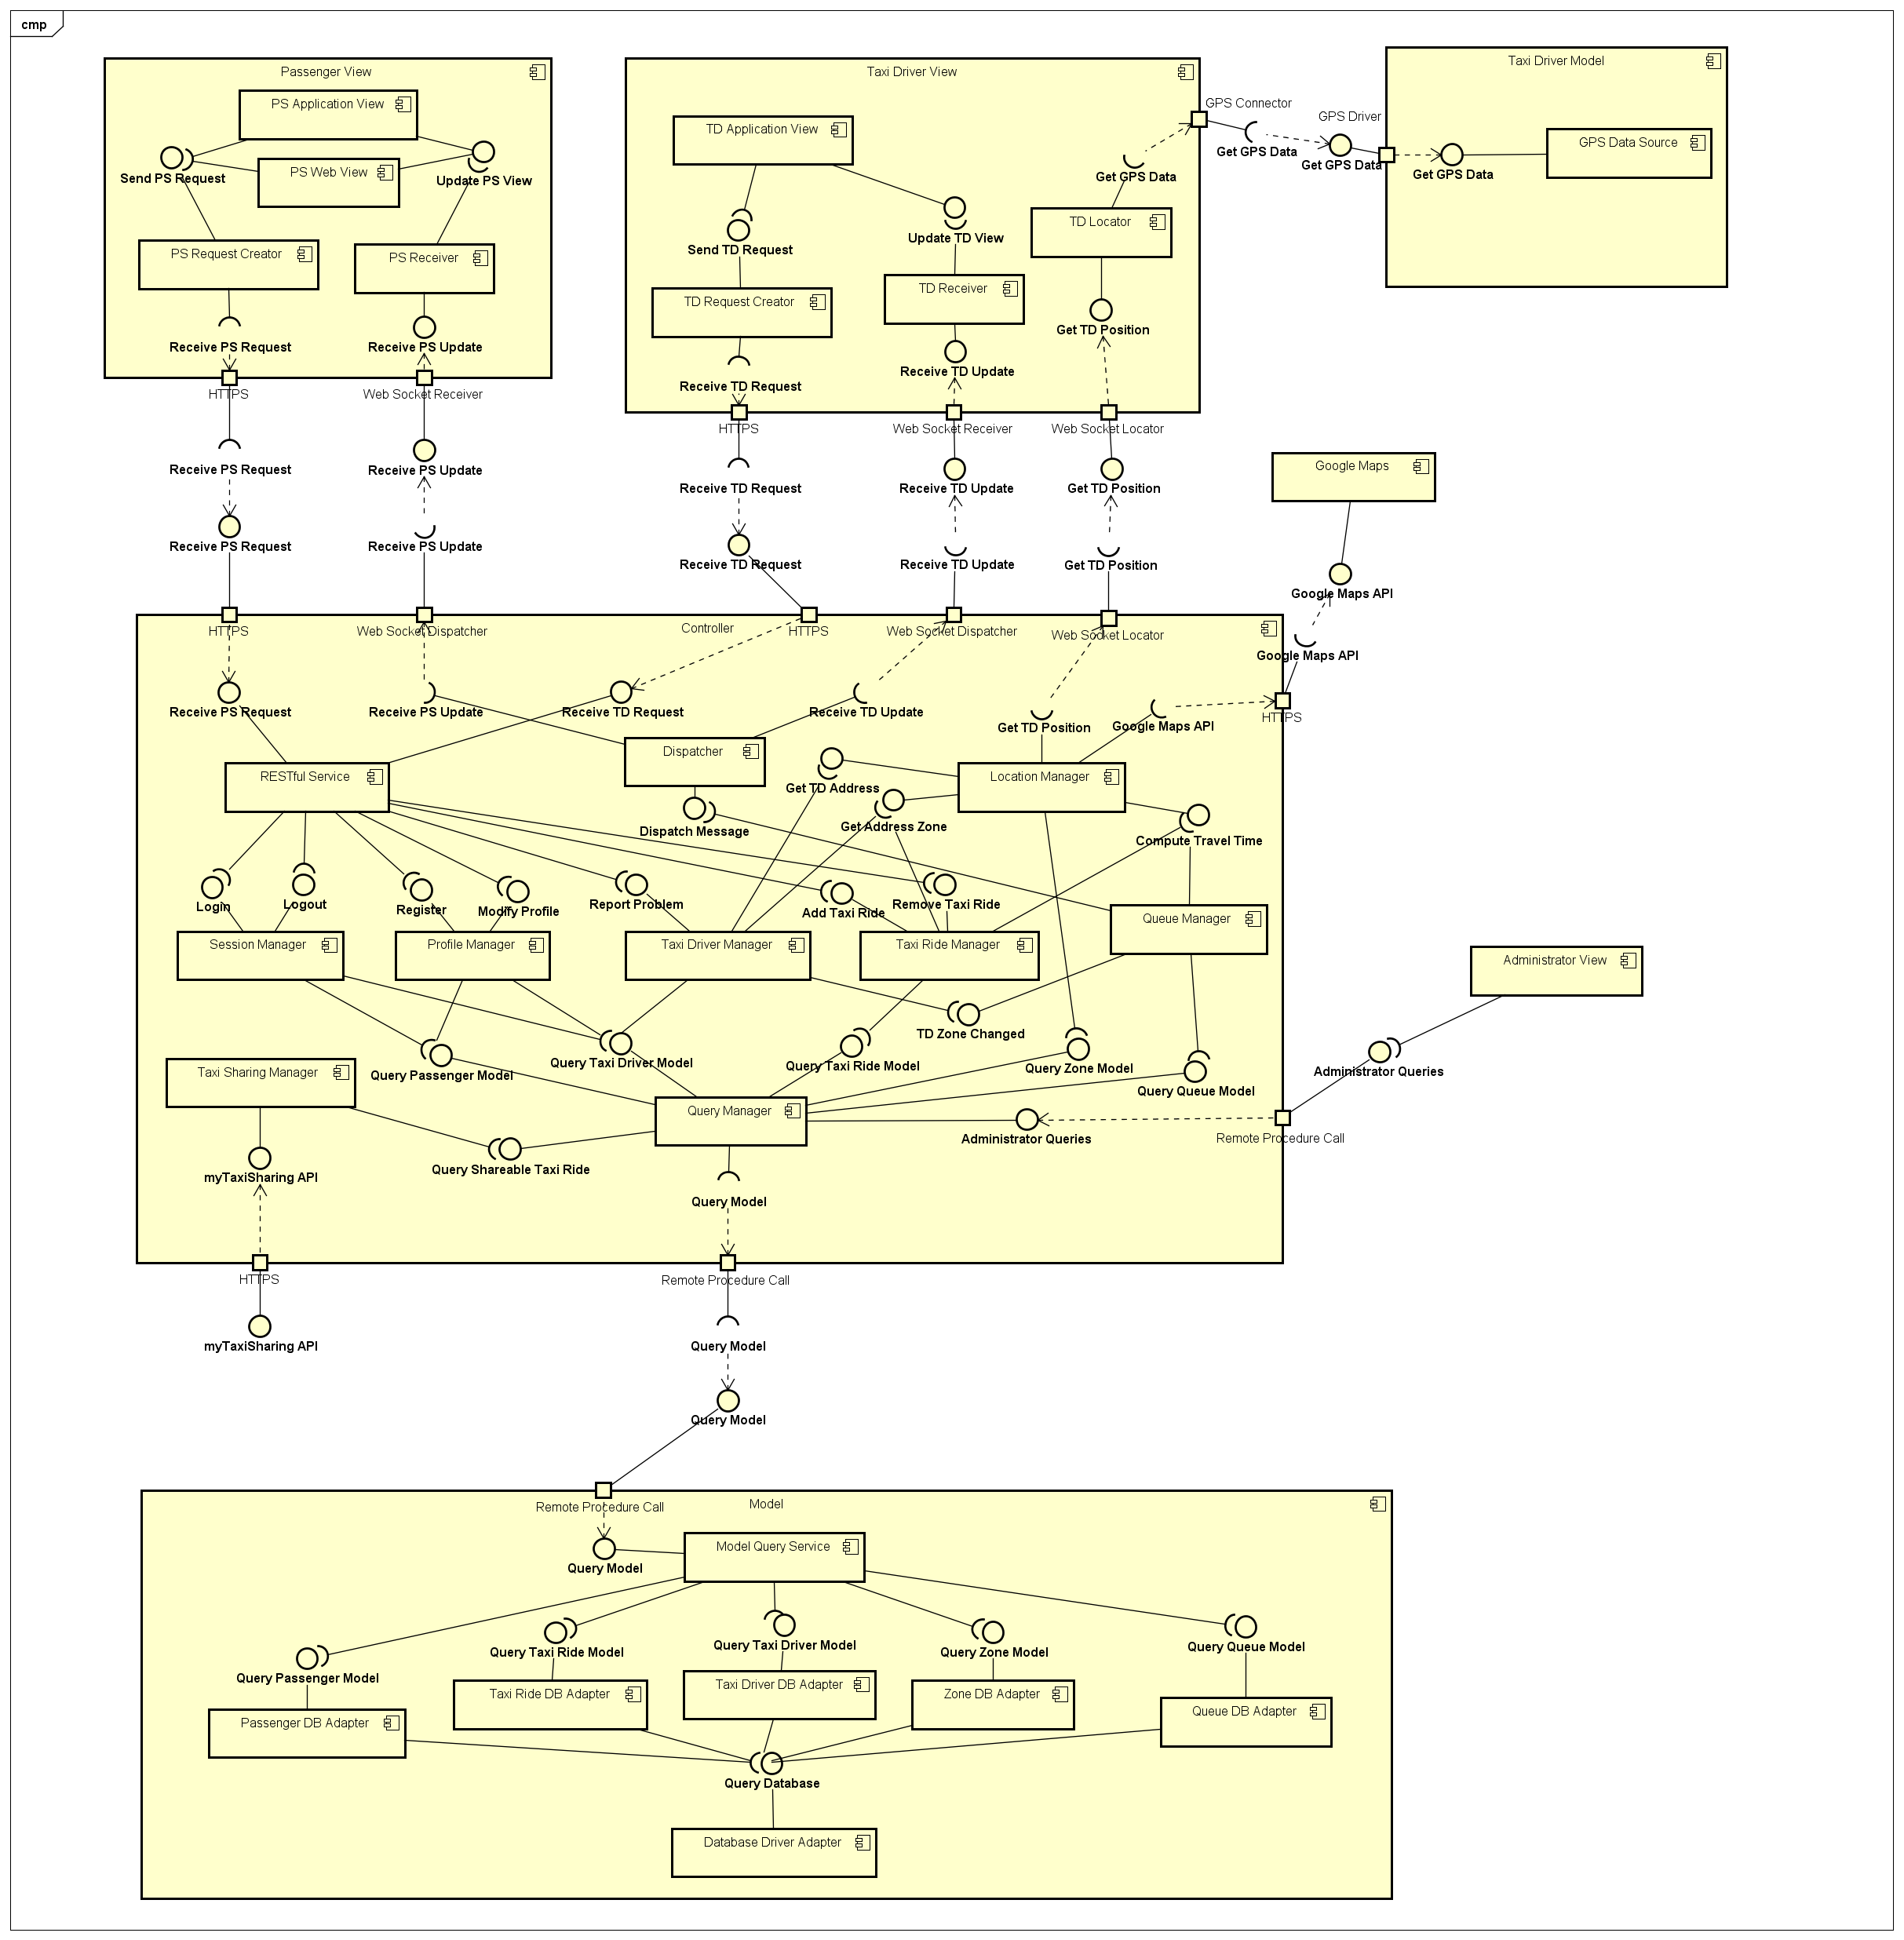 cmp
Passenger View
PS Application View
PS Web View
Send PS Request
Update PS View
PS Request Creator
PS Receiver
Receive PS Request
Receive PS Update
HTTPS
Web Socket Receiver
Receive PS Request
Receive PS Update
Receive PS Request
Receive PS Update
Taxi Driver View
TD Application View
Send TD Request
Update TD View
Get GPS Data
TD Locator
TD Request Creator
TD Receiver
Get TD Position
Receive TD Request
Receive TD Update
HTTPS
Web Socket Receiver
Web Socket Locator
GPS Connector
Get GPS Data
GPS Driver
Get GPS Data
Taxi Driver Model
GPS Data Source
Get GPS Data
Receive TD Request
Receive TD Update
Get TD Position
Receive TD Request
Receive TD Update
Get TD Position
Google Maps
Google Maps API
Google Maps API
HTTPS
HTTPS
Web Socket Dispatcher
Controller
HTTPS
Web Socket Dispatcher
Web Socket Locator
Receive PS Request
Receive PS Update
Receive TD Request
Receive TD Update
Get TD Position
Google Maps API
RESTful Service
Dispatcher
Get TD Address
Location Manager
Dispatch Message
Get Address Zone
Compute Travel Time
Login
Logout
Register
Modify Profile
Report Problem
Add Taxi Ride
Remove Taxi Ride
Queue Manager
Session Manager
Profile Manager
Taxi Driver Manager
Taxi Ride Manager
TD Zone Changed
Query Passenger Model
Query Taxi Driver Model
Query Taxi Ride Model
Query Zone Model
Query Queue Model
Taxi Sharing Manager
Query Manager
Administrator Queries
Remote Procedure Call
Administrator View
Administrator Queries
myTaxiSharing API
Query Shareable Taxi Ride
Query Model
HTTPS
Remote Procedure Call
myTaxiSharing API
Query Model
Query Model
Remote Procedure Call
Model
Query Model
Model Query Service
Query Passenger Model
Query Taxi Ride Model
Query Taxi Driver Model
Query Zone Model
Query Queue Model
Passenger DB Adapter
Taxi Ride DB Adapter
Taxi Driver DB Adapter
Zone DB Adapter
Queue DB Adapter
Query Database
Database Driver Adapter